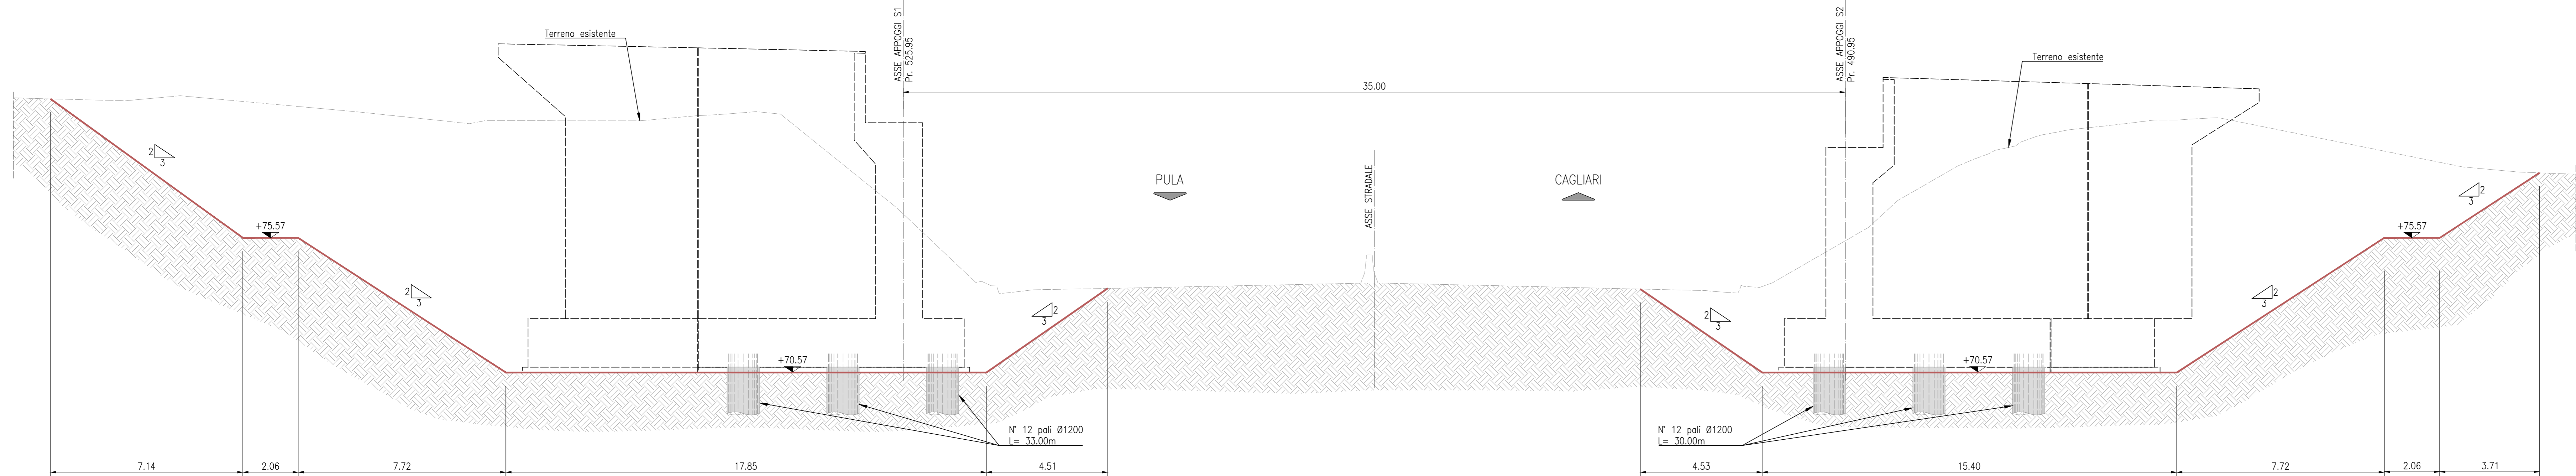 Terreno esistente
ASSE APPOGGI S1
Pr. 525.95
ASSE APPOGGI S2
Pr. 490.95
Terreno esistente
35.00
2
3
PULA
CAGLIARI
ASSE STRADALE
2
3
+75.57
+75.57
2
3
2
3
2
3
2
3
+70.57
+70.57
N° 12 pali Ø1200
L= 33.00m
N° 12 pali Ø1200
L= 30.00m
7.14
2.06
7.72
17.85
4.51
4.53
15.40
7.72
2.06
3.71